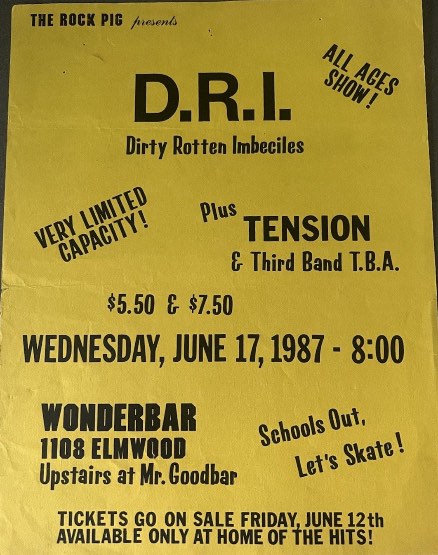 THE ROCK PIG presents
ALL AGES
SHOW!
D.R.I.
Dirty Rotten Imbeciles
VERY LIMITED
CAPACITY!
Plus
TENSION
& Third Band T.B.A.
$5.50 & $7.50
WEDNESDAY, JUNE 17, 1987 - 8:00
WONDERBAR
1108 ELMWOOD
Upstairs at Mr. Goodbar
Schools Out,
Let's Skate!
TICKETS GO ON SALE FRIDAY, JUNE 12th
AVAILABLE ONLY AT HOME OF THE HITS!